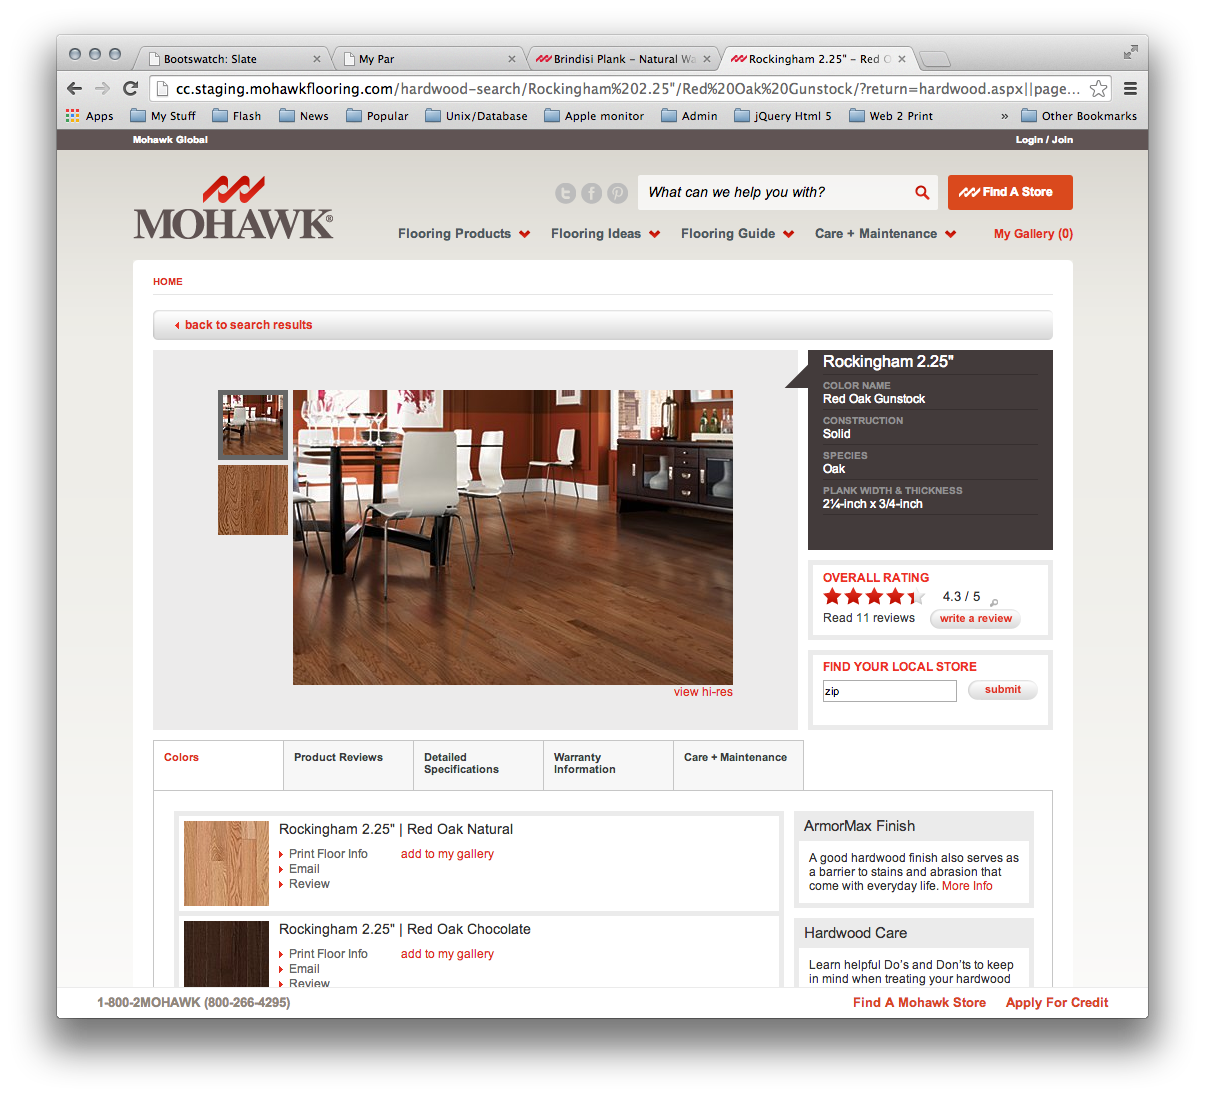 Bootswatch: Slate
My Par
Brindisi Plank – Natural Wa
Rockingham 2.25" – Red O
cc.staging.mohawkflooring.com/hardwood-search/Rockingham%202.25"/Red%20Oak%20Gunstock/?return=hardwood.aspx||page...
Apps My Stuff Flash News Popular Unix/Database Apple monitor Admin jQuery Html 5 Web 2 Print » Other Bookmarks
Mohawk Global Login / Join
MOHAWK®
What can we help you with?
Find A Store
Flooring Products Flooring Ideas Flooring Guide Care + Maintenance My Gallery (0)
HOME
back to search results
Rockingham 2.25"
COLOR NAME
Red Oak Gunstock
CONSTRUCTION
Solid
SPECIES
Oak
PLANK WIDTH & THICKNESS
2¼-inch x 3/4-inch
OVERALL RATING
4.3 / 5
Read 11 reviews write a review
FIND YOUR LOCAL STORE
zip submit
view hi-res
Colors
Product Reviews
Detailed
Specifications
Warranty
Information
Care + Maintenance
Rockingham 2.25" | Red Oak Natural
Print Floor Info add to my gallery
Email
Review
Rockingham 2.25" | Red Oak Chocolate
Print Floor Info add to my gallery
Email
Review
ArmorMax Finish
A good hardwood finish also serves as
a barrier to stains and abrasion that
come with everyday life. More Info
Hardwood Care
Learn helpful Do's and Don'ts to keep
in mind when treating your hardwood
1-800-2MOHAWK (800-266-4295) Find A Mohawk Store Apply For Credit